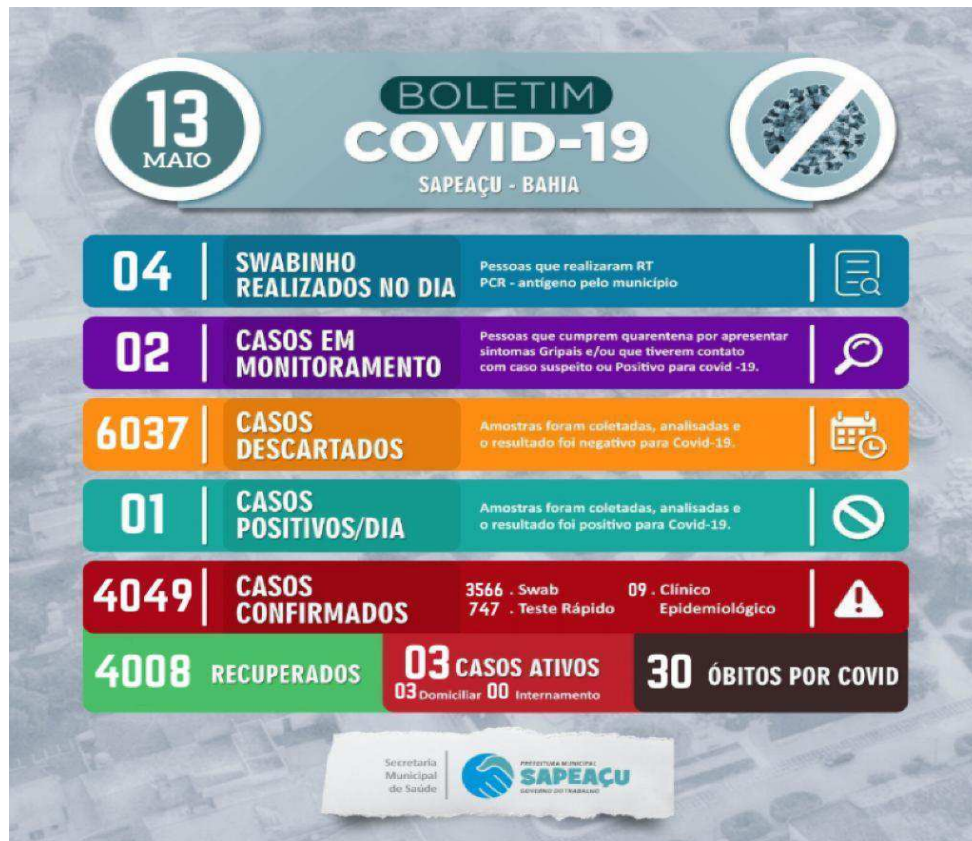 13
MAIO
BOLETIM
COVID-19
SAPEAÇU - BAHIA
04
SWABINHO
REALIZADOS NO DIA
Pessoas que realizaram RT
PCR - antígeno pelo município
02
CASOS EM
MONITORAMENTO
Pessoas que cumprem quarentena por apresentar
sintomas Gripais e/ou que tiverem contato
com caso suspeito ou Positivo para covid -19.
6037
CASOS
DESCARTADOS
Amostras foram coletadas, analisadas e
o resultado foi negativo para Covid-19.
01
CASOS
POSITIVOS/DIA
Amostras foram coletadas, analisadas e
o resultado foi positivo para Covid-19.
4049
CASOS
CONFIRMADOS
3566 . Swab
747 . Teste Rápido
09 . Clínico
Epidemiológico
4008 RECUPERADOS
03 CASOS ATIVOS
03 Domiciliar 00 Internamento
30 ÓBITOS POR COVID
Secretaria
Municipal
de Saúde
PREFEITURA MUNICIPAL
SAPEAÇU
GOVERNO DO TRABALHO